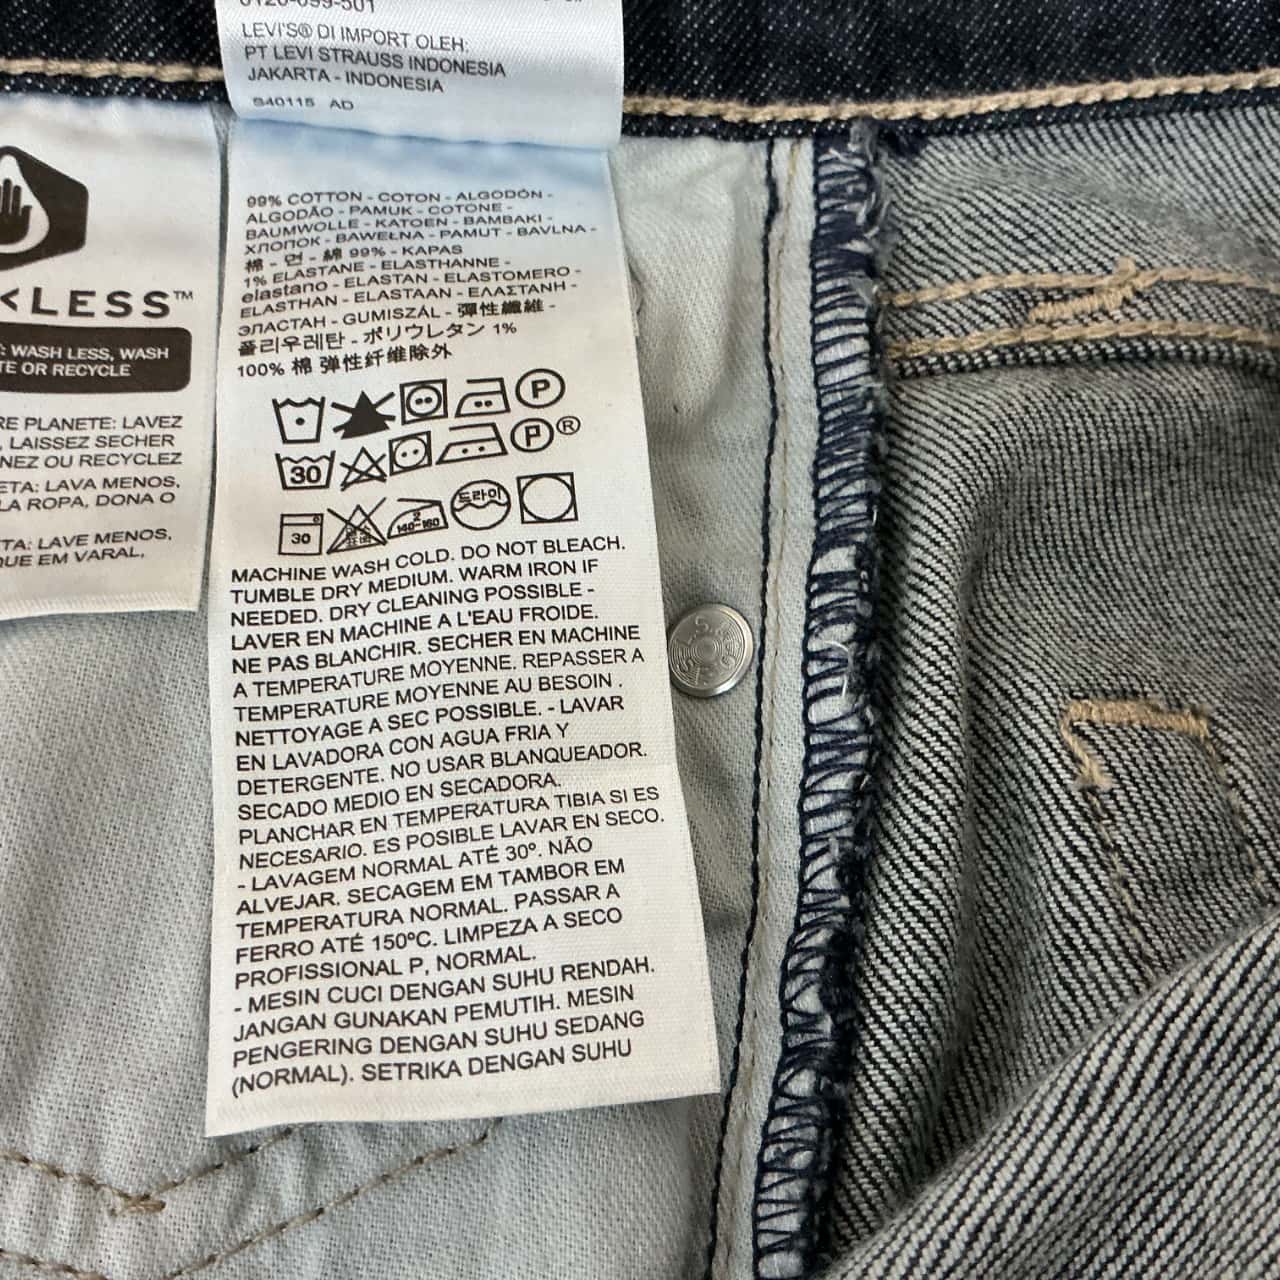 LEVI'S® DI IMPORT OLEH:
PT LEVI STRAUSS INDONESIA
JAKARTA - INDONESIA
S40115 AD
99% COTTON - COTON - ALGODÓN -
ALGODÃO - PAMUK - COTONE -
BAUMWOLLE - KATOEN - BAMBAKI -
ХЛОПОК - BAWEŁNA - PAMUT - BAVLNA -
棉 - 면 - 綿 99% - KAPAS
1% ELASTANE - ELASTHANNE -
elastano - ELASTAN - ELASTOMERO -
ELASTHAN - ELASTAAN - ΕΛΑΣΤΑΝΗ -
ЭЛАСТАН - GUMISZÁL - 彈性纖維 -
폴리우레탄 - ポリウレタン 1%
100% 棉 弹性纤维除外
P
30
P®
30
2
140-160
드라이
MACHINE WASH COLD. DO NOT BLEACH.
TUMBLE DRY MEDIUM. WARM IRON IF
NEEDED. DRY CLEANING POSSIBLE -
LAVER EN MACHINE A L'EAU FROIDE.
NE PAS BLANCHIR. SECHER EN MACHINE
A TEMPERATURE MOYENNE. REPASSER A
TEMPERATURE MOYENNE AU BESOIN .
NETTOYAGE A SEC POSSIBLE. - LAVAR
EN LAVADORA CON AGUA FRIA Y
DETERGENTE. NO USAR BLANQUEADOR.
SECADO MEDIO EN SECADORA.
PLANCHAR EN TEMPERATURA TIBIA SI ES
NECESARIO. ES POSIBLE LAVAR EN SECO.
- LAVAGEM NORMAL ATÉ 30°. NÃO
ALVEJAR. SECAGEM EM TAMBOR EM
TEMPERATURA NORMAL. PASSAR A
FERRO ATÉ 150ºC. LIMPEZA A SECO
PROFISSIONAL P, NORMAL.
- MESIN CUCI DENGAN SUHU RENDAH.
JANGAN GUNAKAN PEMUTIH. MESIN
PENGERING DENGAN SUHU SEDANG
(NORMAL). SETRIKA DENGAN SUHU
LESS™
: WASH LESS, WASH
TE OR RECYCLE
RE PLANETE: LAVEZ
, LAISSEZ SECHER
NEZ OU RECYCLEZ
ETA: LAVA MENOS,
LA ROPA, DONA O
TA: LAVE MENOS,
QUE EM VARAL,